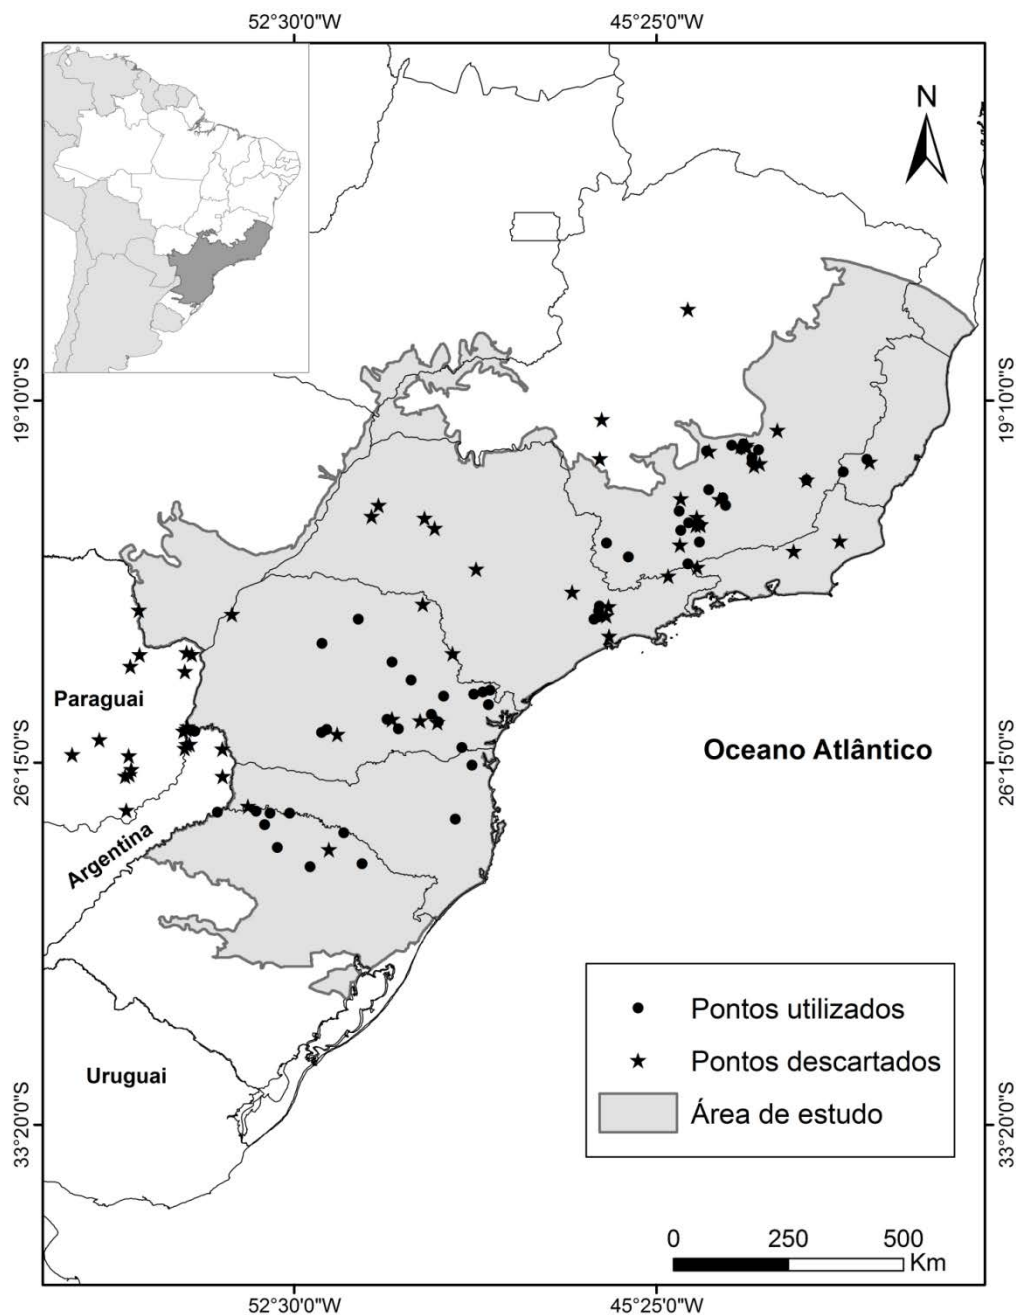 52°30'0"W
45°25'0"W
N
19°10'0"S
19°10'0"S
Paraguai
Oceano Atlântico
26°15'0"S
26°15'0"S
Argentina
Pontos utilizados
Pontos descartados
Uruguai
Área de estudo
33°20'0"S
33°20'0"S
0 250 500
Km
52°30'0"W
45°25'0"W